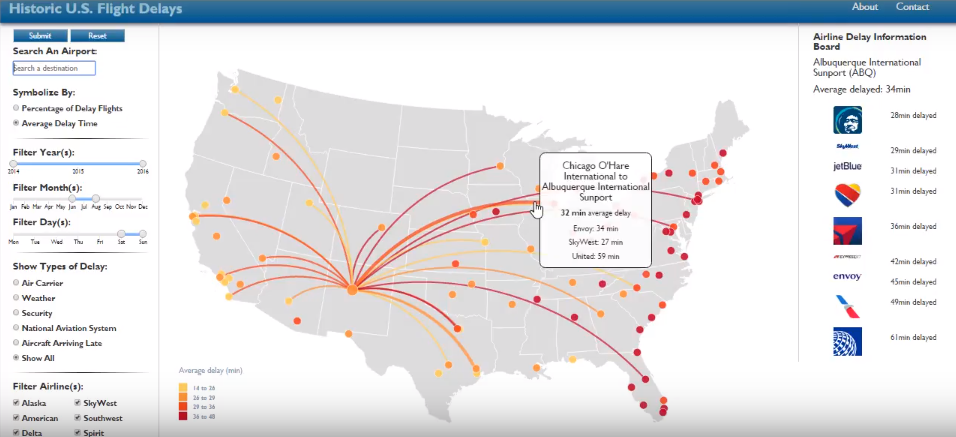 Historic U.S. Flight Delays
About
Contact
Submit
Reset
Search An Airport:
Search a destination
Symbolize By:
Percentage of Delay Flights
Average Delay Time
Filter Year(s):
2014 2015 2016
Filter Month(s):
Jan Feb Mar Apr May Jun Jul Aug Sep Oct Nov Dec
Filter Day(s):
Mon Tue Wed Thu Fri Sat Sun
Show Types of Delay:
Air Carrier
Weather
Security
National Aviation System
Aircraft Arriving Late
Show All
Filter Airline(s):
Alaska SkyWest
American Southwest
Delta Spirit
Average delay (min)
14 to 26
26 to 29
29 to 36
36 to 48
Chicago O'Hare
International to
Albuquerque International
Sunport
32 min average delay
Envoy: 34 min
SkyWest: 27 min
United: 59 min
Airline Delay Information
Board
Albuquerque International
Sunport (ABQ)
Average delayed: 34min
28min delayed
SkyWest 29min delayed
jetBlue 31min delayed
31min delayed
36min delayed
42min delayed
envoy 45min delayed
49min delayed
61min delayed